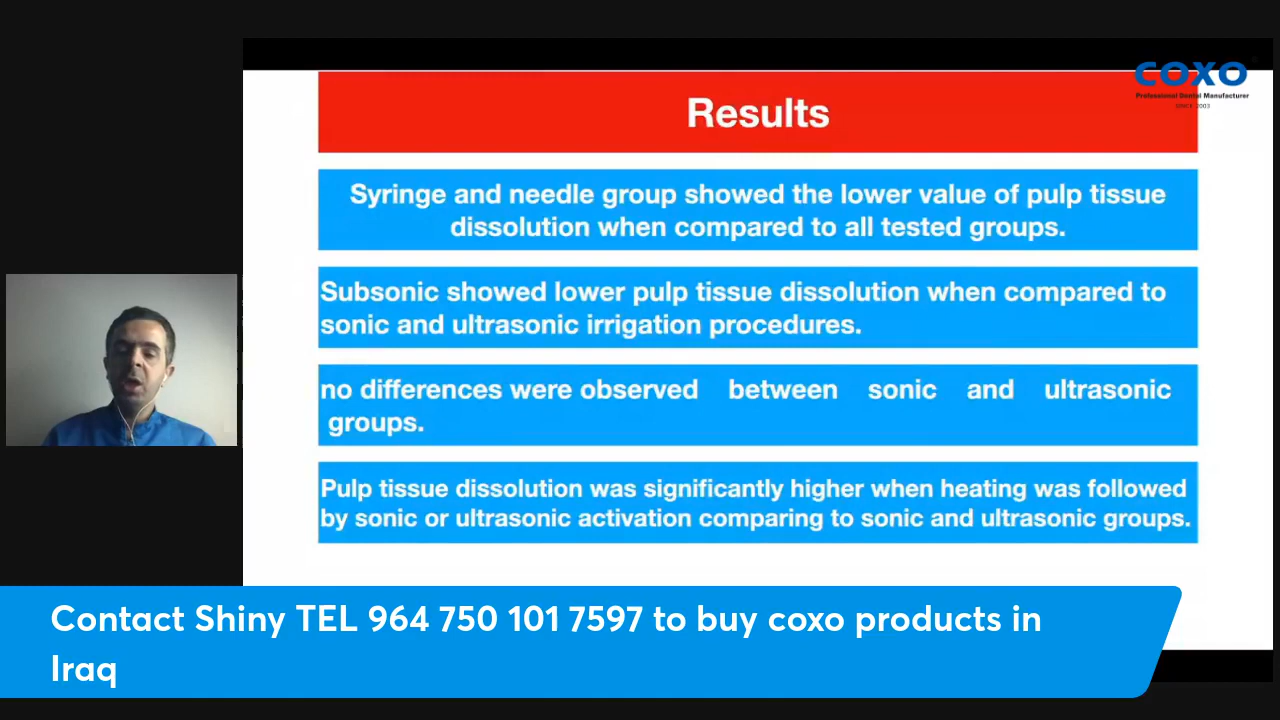 COXO
Professional Dental Manufacturer
SINCE 2003
Results
Syringe and needle group showed the lower value of pulp tissue
dissolution when compared to all tested groups.
Subsonic showed lower pulp tissue dissolution when compared to
sonic and ultrasonic irrigation procedures.
no differences were observed between sonic and ultrasonic
groups.
Pulp tissue dissolution was significantly higher when heating was followed
by sonic or ultrasonic activation comparing to sonic and ultrasonic groups.
Contact Shiny TEL 964 750 101 7597 to buy coxo products in
Iraq